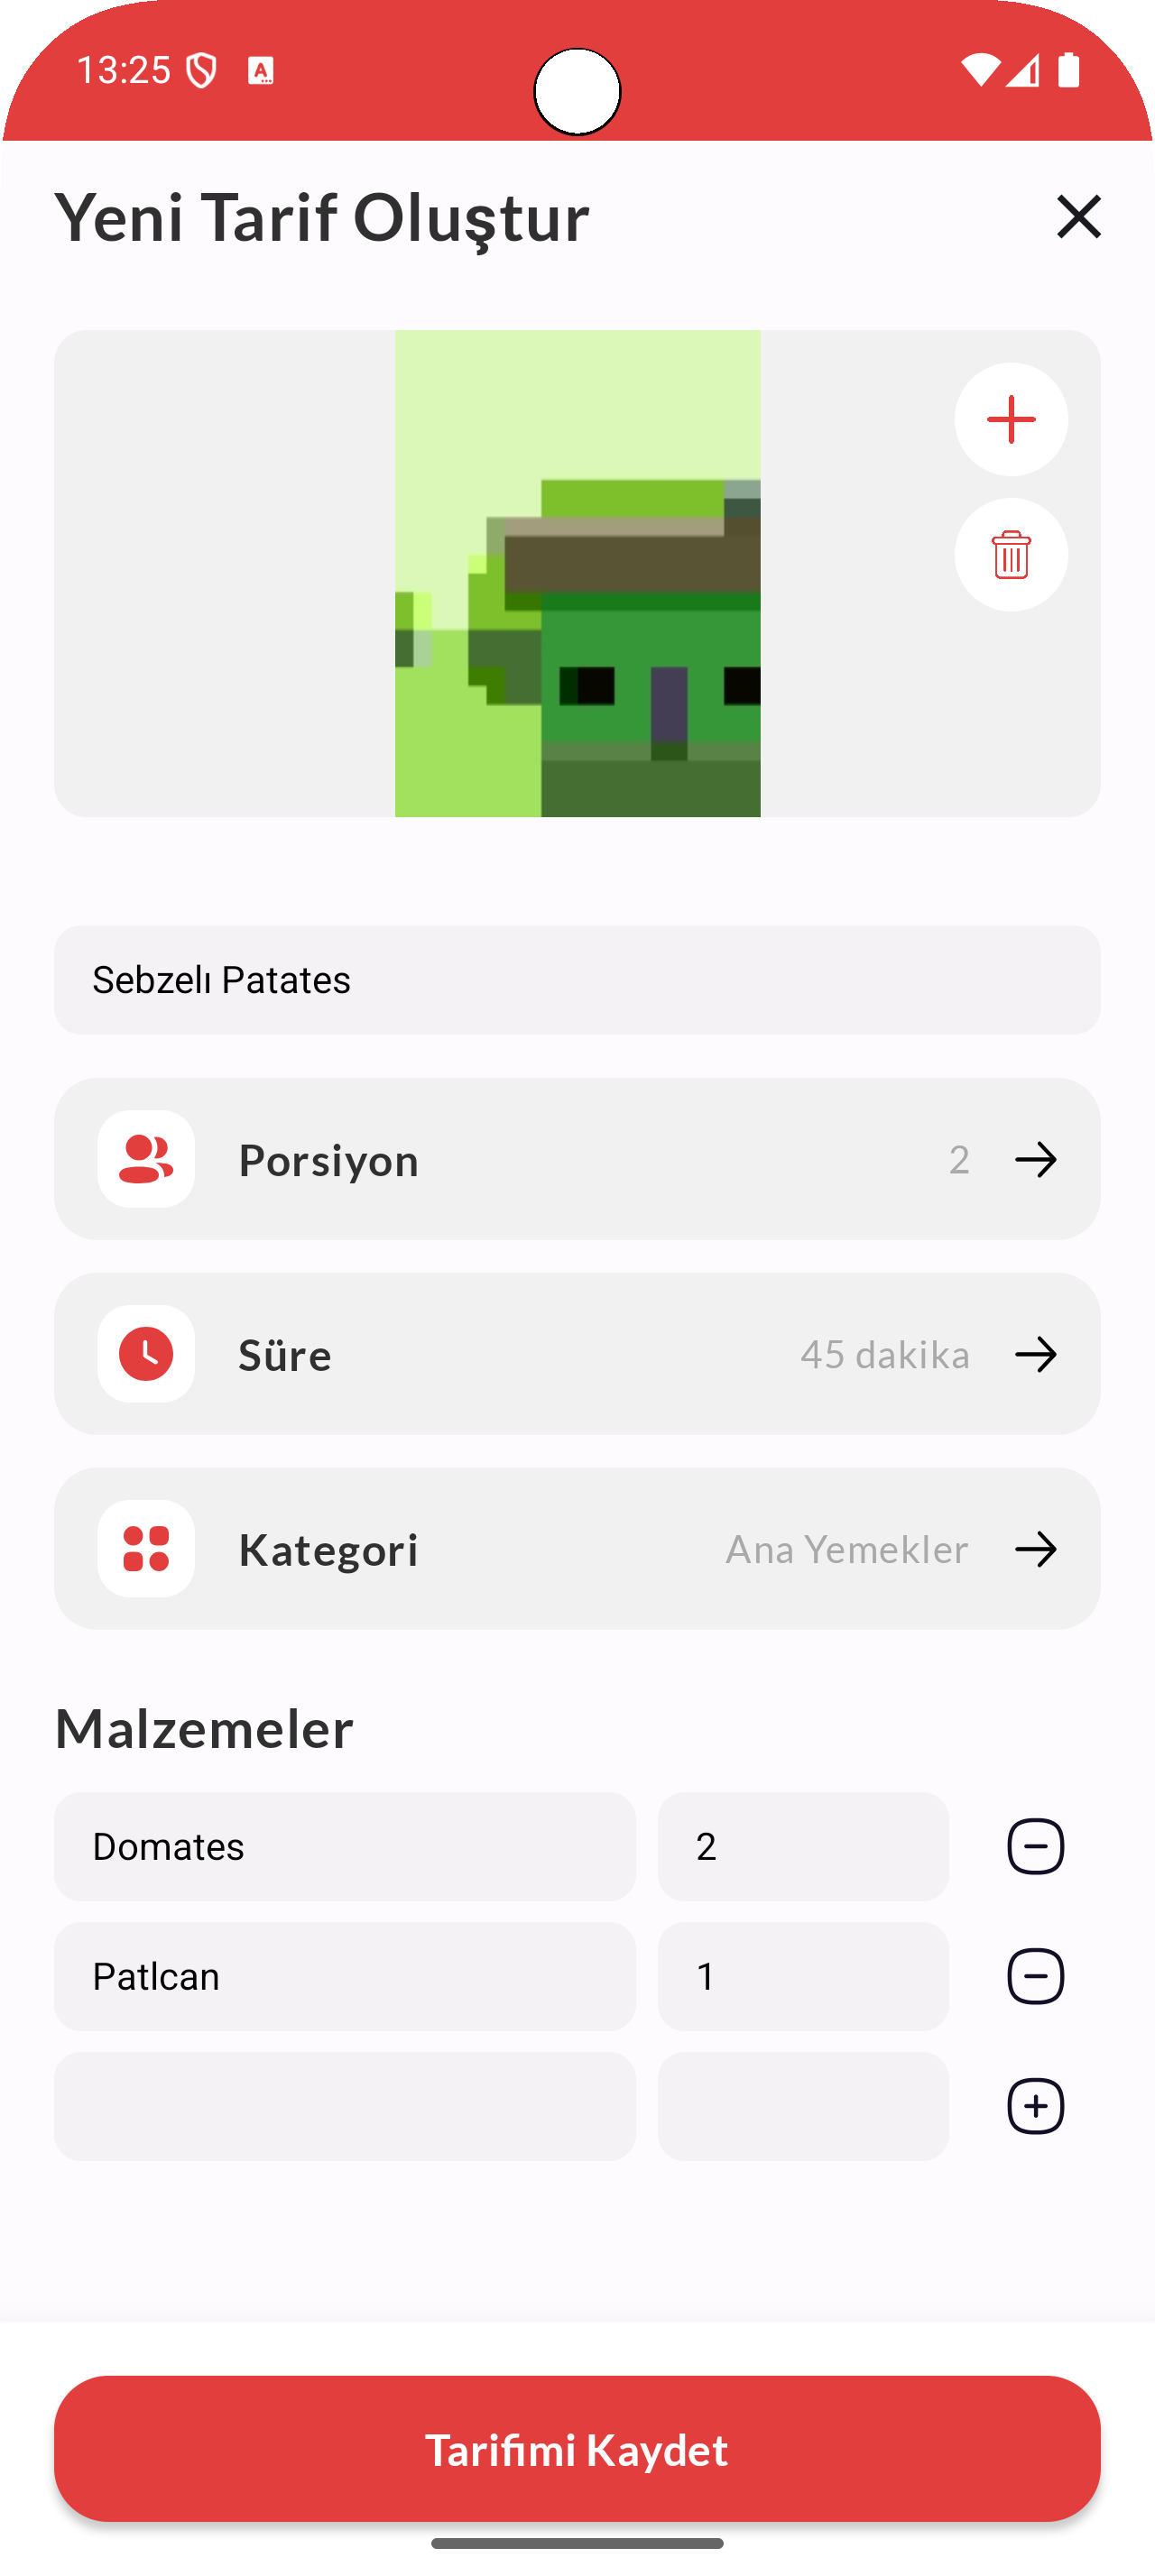 13:25
Yeni Tarif Oluştur
Sebzelı Patates
Porsiyon 2
Süre 45 dakika
Kategori Ana Yemekler
Malzemeler
Domates 2
Patlcan 1
Tarifimi Kaydet